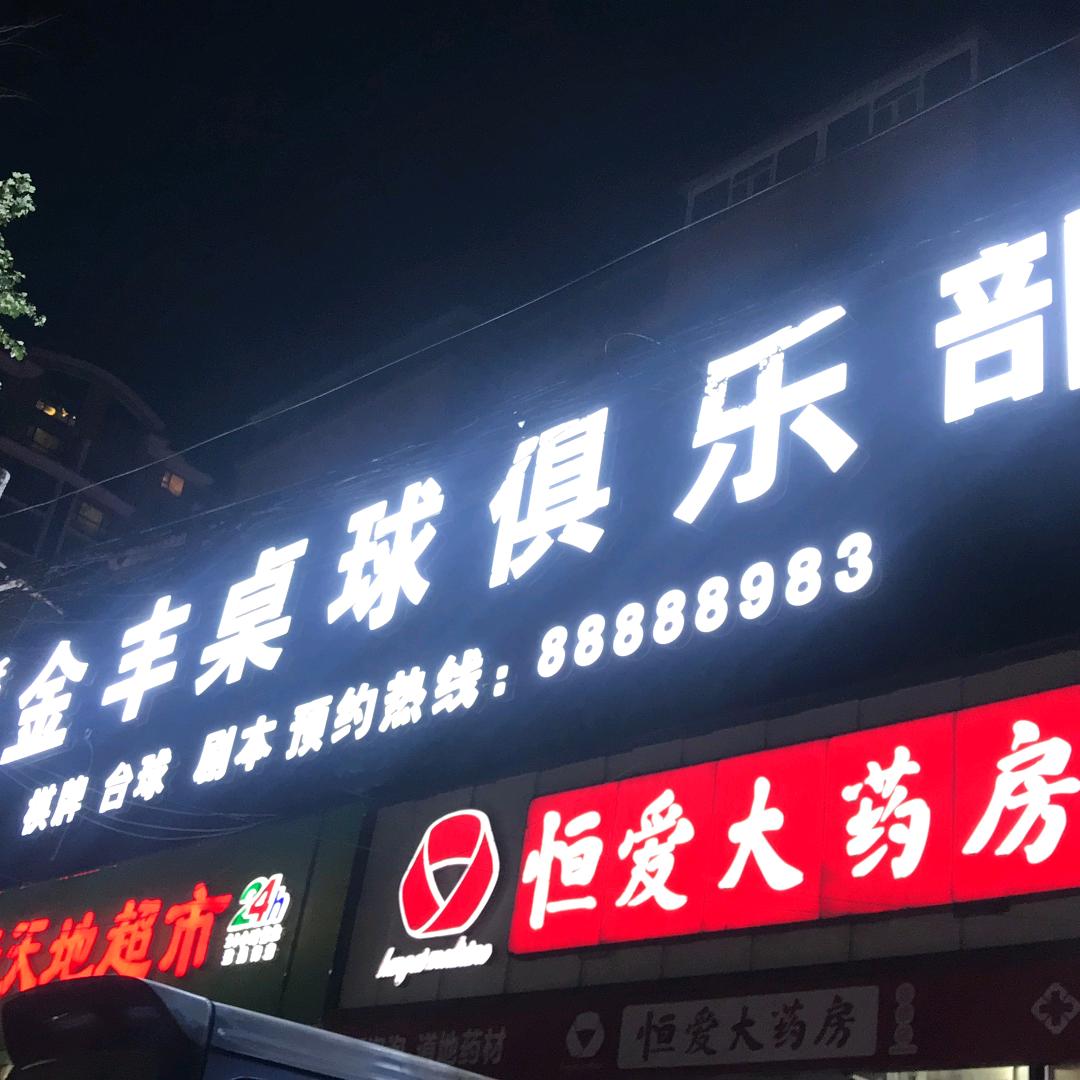 金丰桌球俱乐部
棋牌 台球 剧本 预约热线：88888983
恒爱大药房
天地超市
24h
恒爱大药房
道地药材